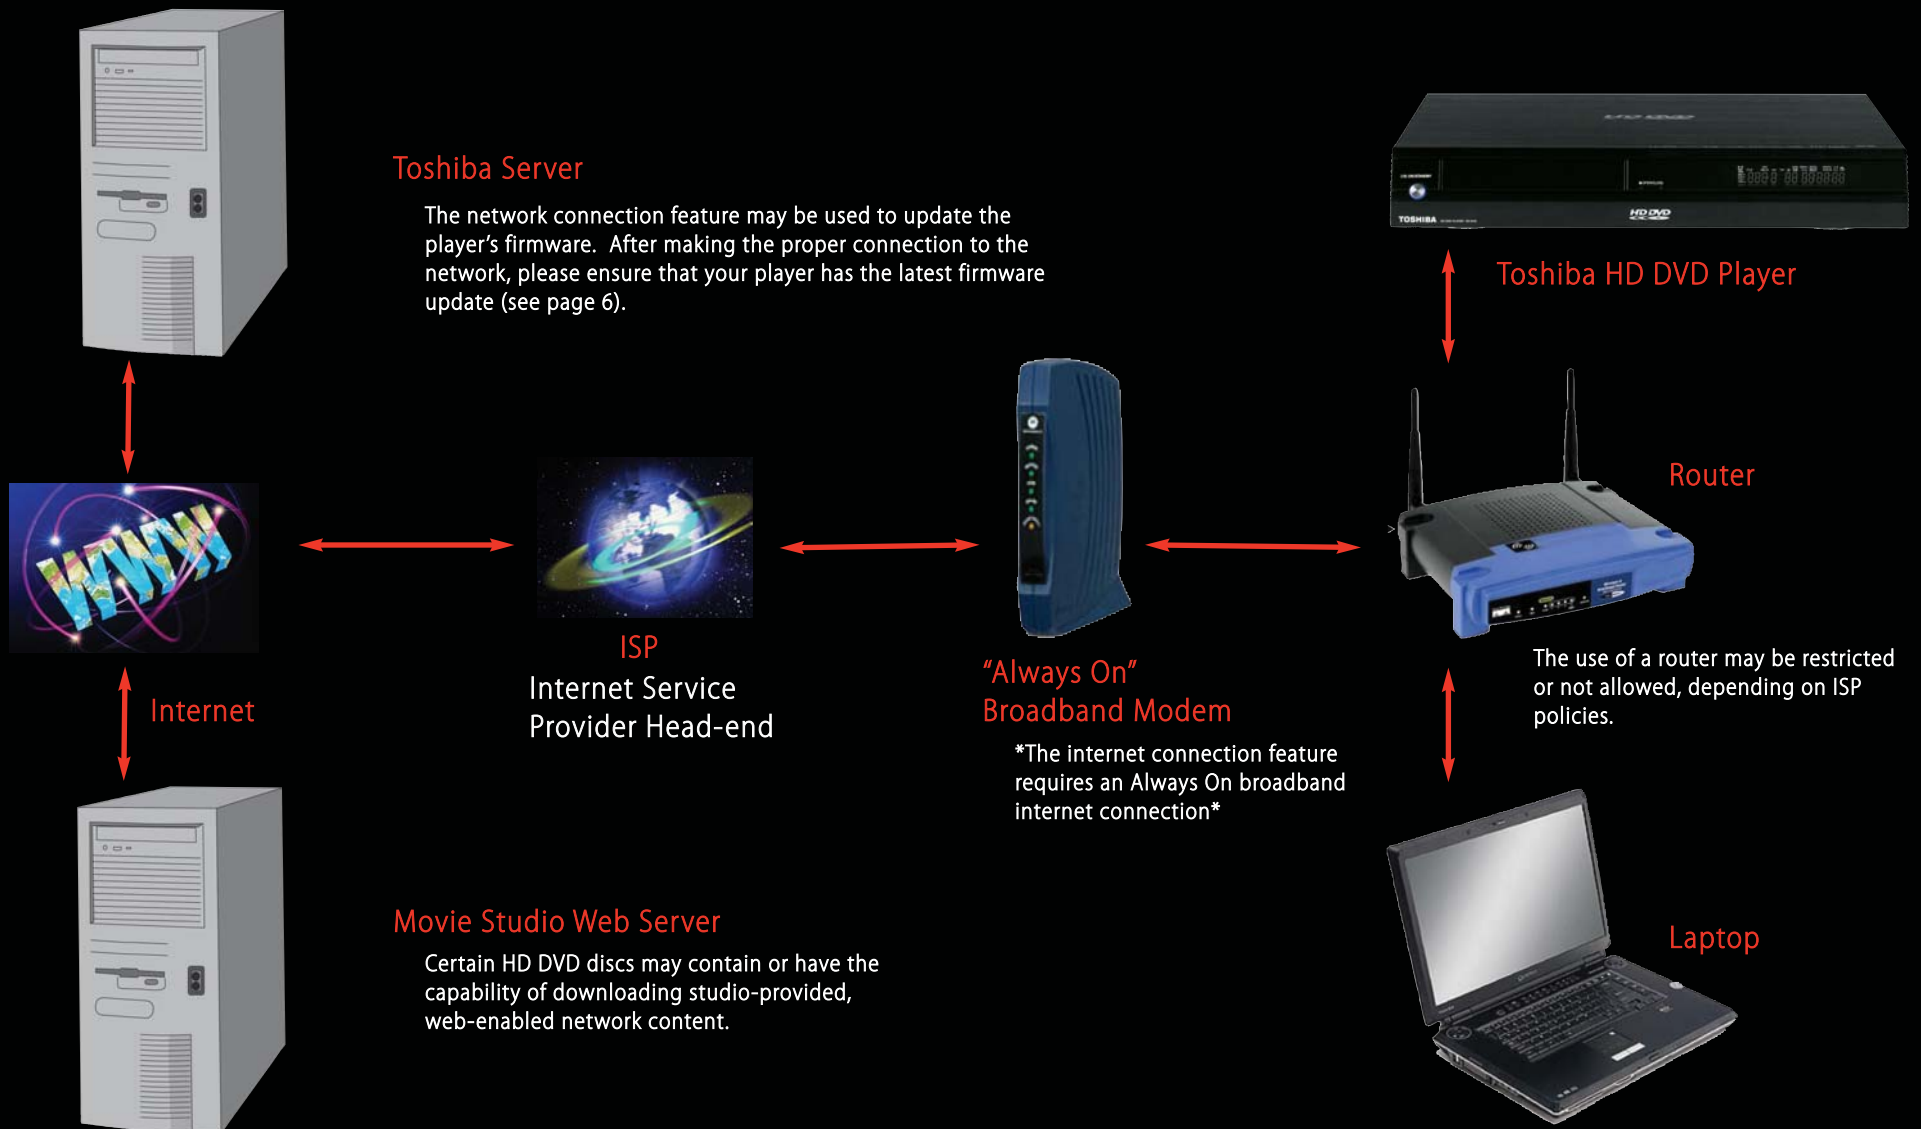 Toshiba Server
The network connection feature may be used to update the
player's firmware.  After making the proper connection to the
network, please ensure that your player has the latest firmware
update (see page 6).
HD DVD
TOSHIBA
HD DVD
Toshiba HD DVD Player
WWW
Internet
ISP
Internet Service
Provider Head-end
"Always On"
Broadband Modem
*The internet connection feature
requires an Always On broadband
internet connection*
>
Router
The use of a router may be restricted
or not allowed, depending on ISP
policies.
Movie Studio Web Server
Certain HD DVD discs may contain or have the
capability of downloading studio-provided,
web-enabled network content.
Laptop